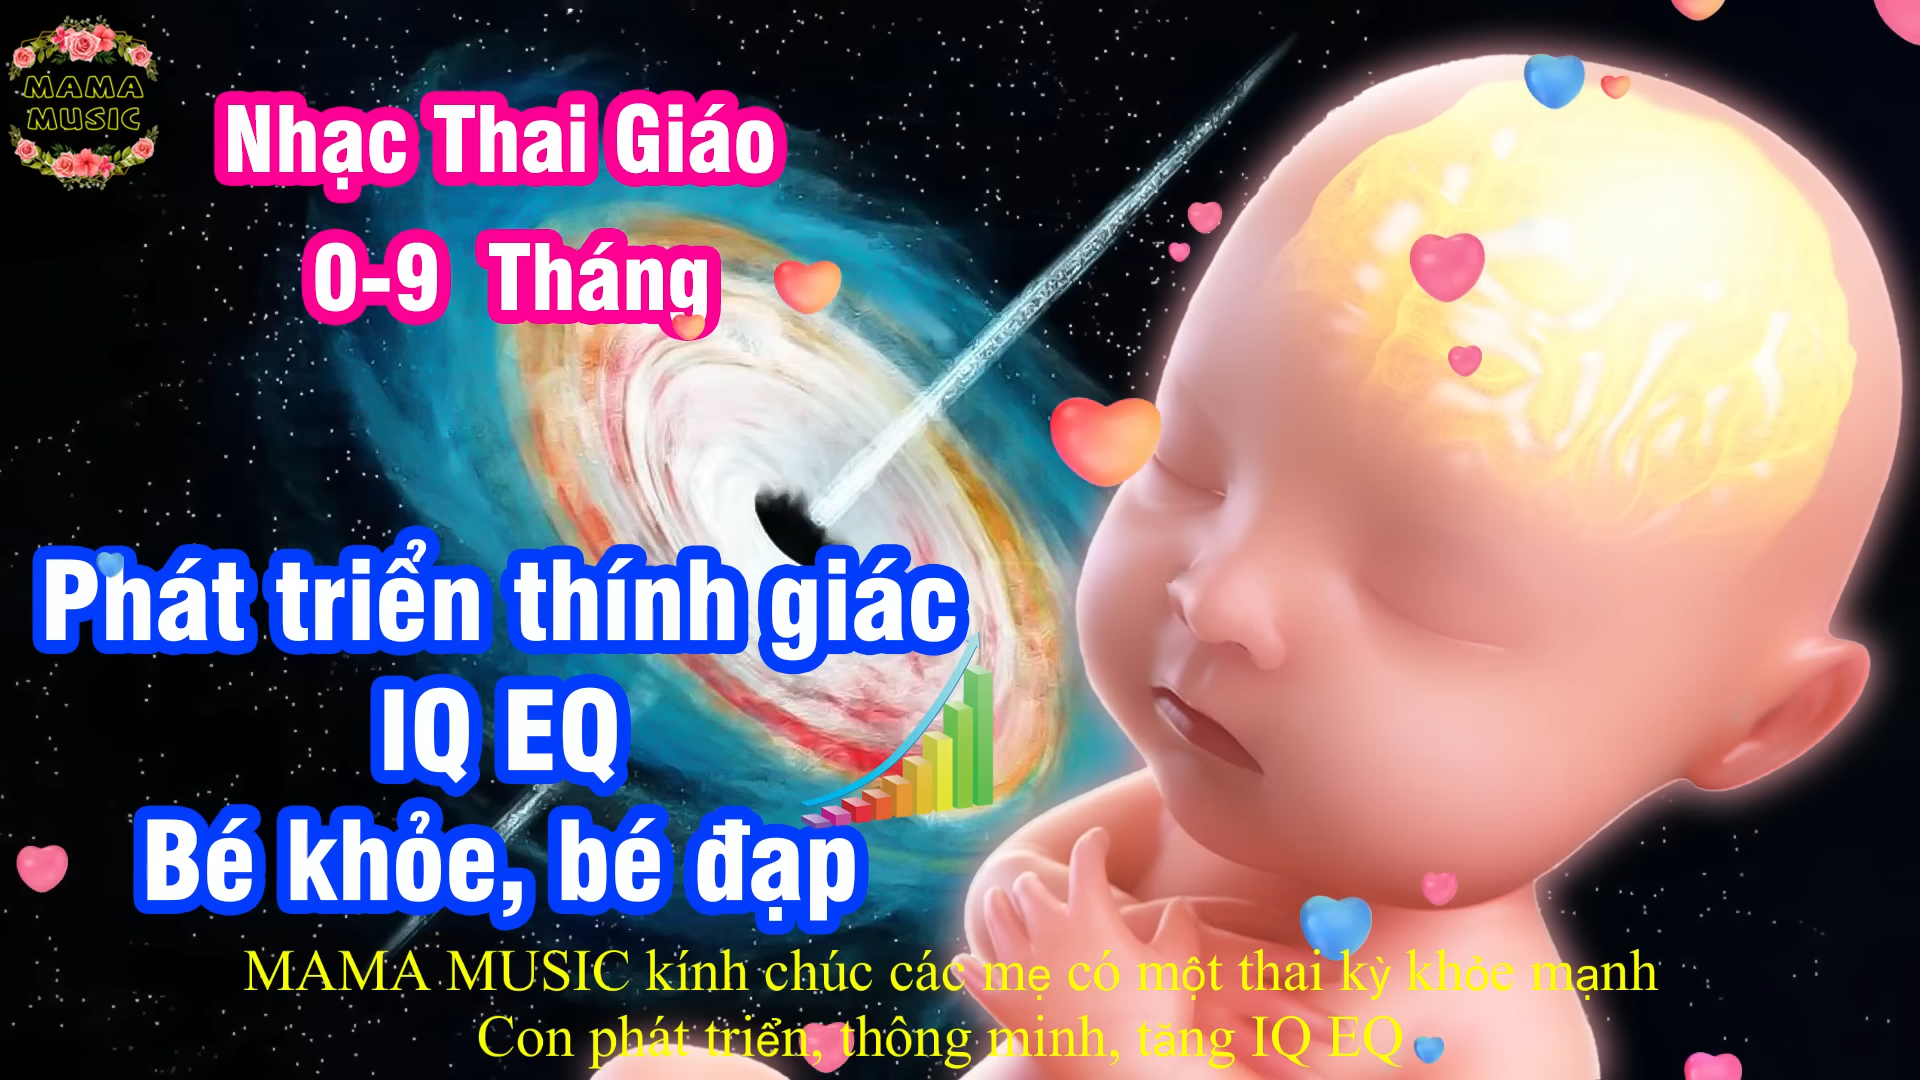 MAMA
MUSIC
Nhạc Thai Giáo
0-9 Tháng
Phát triển thính giác
IQ EQ
Bé khỏe, bé đạp
MAMA MUSIC kính chúc các mẹ có một thai kỳ khỏe mạnh
Con phát triển, thông minh, tăng IQ EQ